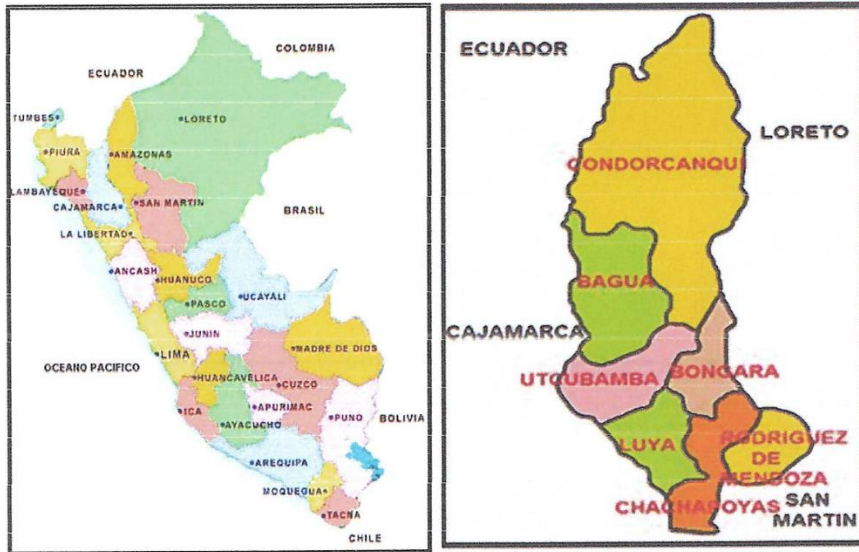 COLOMBIA
ECUADOR
TUMBES
LORETO
PIURA
AMAZONAS
LAMBAYEQUE
CAJAMARCA
SAN MARTIN
BRASIL
LA LIBERTAD
ANCASH
HUANUCO
UCAYALI
PASCO
JUNIN
LIMA
MADRE DE DIOS
OCEANO PACIFICO
HUANCAVELICA
CUZCO
ICA
APURIMAC
PUNO
BOLIVIA
AYACUCHO
AREQUIPA
MOQUEGUA
TACNA
CHILE
ECUADOR
LORETO
CONDORCANQUI
BAGUA
CAJAMARCA
UTCUBAMBA
BONGARA
LUYA
RODRIGUEZ
DE
MENDOZA
CHACHAPOYAS
SAN
MARTIN